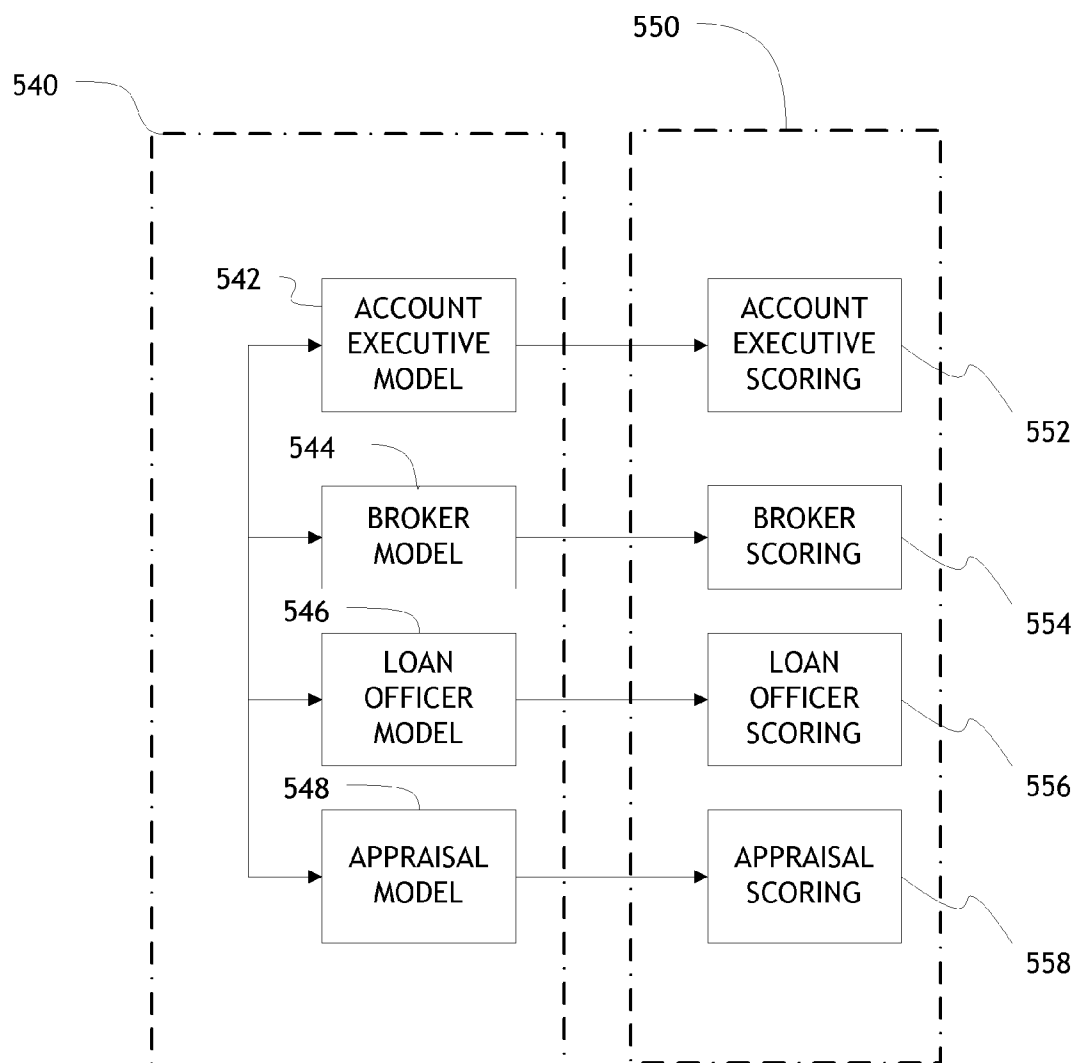 550
540
542
ACCOUNT
EXECUTIVE
MODEL
ACCOUNT
EXECUTIVE
SCORING
552
544
BROKER
MODEL
BROKER
SCORING
554
546
LOAN
OFFICER
MODEL
LOAN
OFFICER
SCORING
556
548
APPRAISAL
MODEL
APPRAISAL
SCORING
558